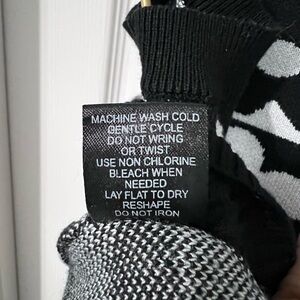 MACHINE WASH COLD
GENTLE CYCLE
DO NOT WRING
OR TWIST
USE NON CHLORINE
BLEACH WHEN
NEEDED
LAY FLAT TO DRY
RESHAPE
DO NOT IRON